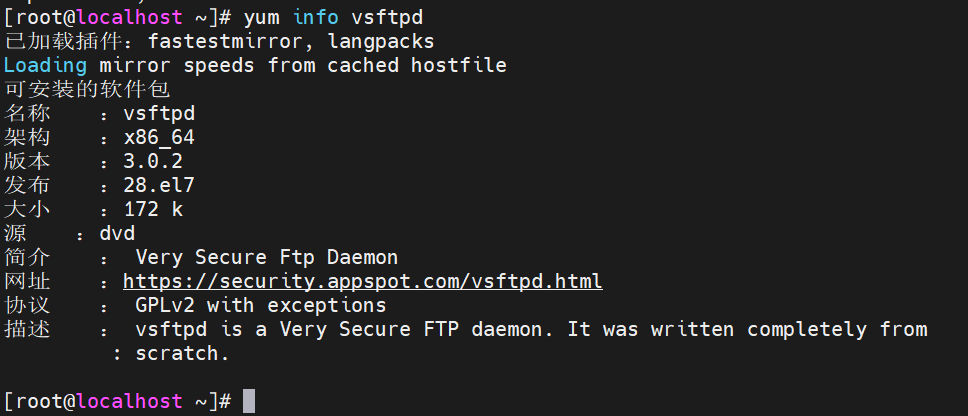 [root@localhost ~]# yum info vsftpd
已加载插件：fastestmirror, langpacks
Loading mirror speeds from cached hostfile
可安装的软件包
名称    ：vsftpd
架构    ：x86_64
版本    ：3.0.2
发布    ：28.el7
大小    ：172 k
源    ：dvd
简介    ： Very Secure Ftp Daemon
网址    ：https://security.appspot.com/vsftpd.html
协议    ： GPLv2 with exceptions
描述    ： vsftpd is a Very Secure FTP daemon. It was written completely from
         : scratch.
[root@localhost ~]#